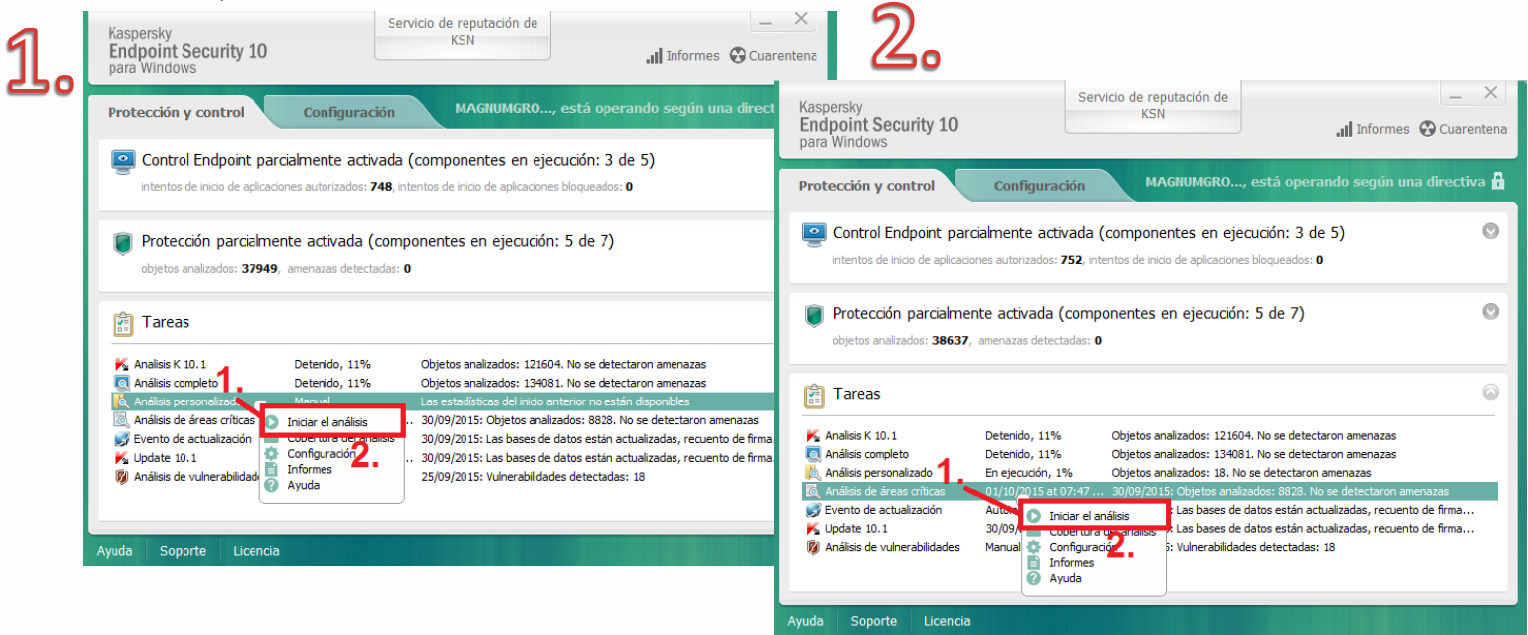 1.
Kaspersky
Endpoint Security 10
para Windows
Servicio de reputación de
KSN
Informes
Cuarentena
Protección y control
Configuración
MAGNUMGRO..., está operando según una direct
Control Endpoint parcialmente activada (componentes en ejecución: 3 de 5)
intentos de inicio de aplicaciones autorizados: 748, intentos de inicio de aplicaciones bloqueados: 0
Protección parcialmente activada (componentes en ejecución: 5 de 7)
objetos analizados: 37949, amenazas detectadas: 0
Tareas
Analisis K 10.1 Detenido, 11% Objetos analizados: 121604. No se detectaron amenazas
Análisis completo Detenido, 11% Objetos analizados: 134081. No se detectaron amenazas
Análisis personalizad Manual Las estadísticas del inicio anterior no están disponibles
Análisis de áreas críticas .. 30/09/2015: Objetos analizados: 8828. No se detectaron amenazas
Evento de actualización 30/09/2015: Las bases de datos están actualizadas, recuento de firma
Update 10.1 .. 30/09/2015: Las bases de datos están actualizadas, recuento de firma
Análisis de vulnerabilidad 25/09/2015: Vulnerabilidades detectadas: 18
1.
Iniciar el análisis
Cobertura del análisis
2.
Configuración
Informes
Ayuda
Ayuda Soporte Licencia
2.
Kaspersky
Endpoint Security 10
para Windows
Servicio de reputación de
KSN
Informes
Cuarentena
Protección y control
Configuración
MAGNUMGRO..., está operando según una directiva
Control Endpoint parcialmente activada (componentes en ejecución: 3 de 5)
intentos de inicio de aplicaciones autorizados: 752, intentos de inicio de aplicaciones bloqueados: 0
Protección parcialmente activada (componentes en ejecución: 5 de 7)
objetos analizados: 38637, amenazas detectadas: 0
Tareas
Analisis K 10.1 Detenido, 11% Objetos analizados: 121604. No se detectaron amenazas
Análisis completo Detenido, 11% Objetos analizados: 134081. No se detectaron amenazas
Análisis personalizado En ejecución, 1% Objetos analizados: 18. No se detectaron amenazas
Análisis de áreas críticas 01/10/2015 at 07:47 ... 30/09/2015: Objetos analizados: 8828. No se detectaron amenazas
Evento de actualización Autom : Las bases de datos están actualizadas, recuento de firma...
Update 10.1 30/09/ : Las bases de datos están actualizadas, recuento de firma...
Análisis de vulnerabilidades Manual 5: Vulnerabilidades detectadas: 18
1.
Iniciar el análisis
Cobertura del análisis
2.
Configuración
Informes
Ayuda
Ayuda Soporte Licencia